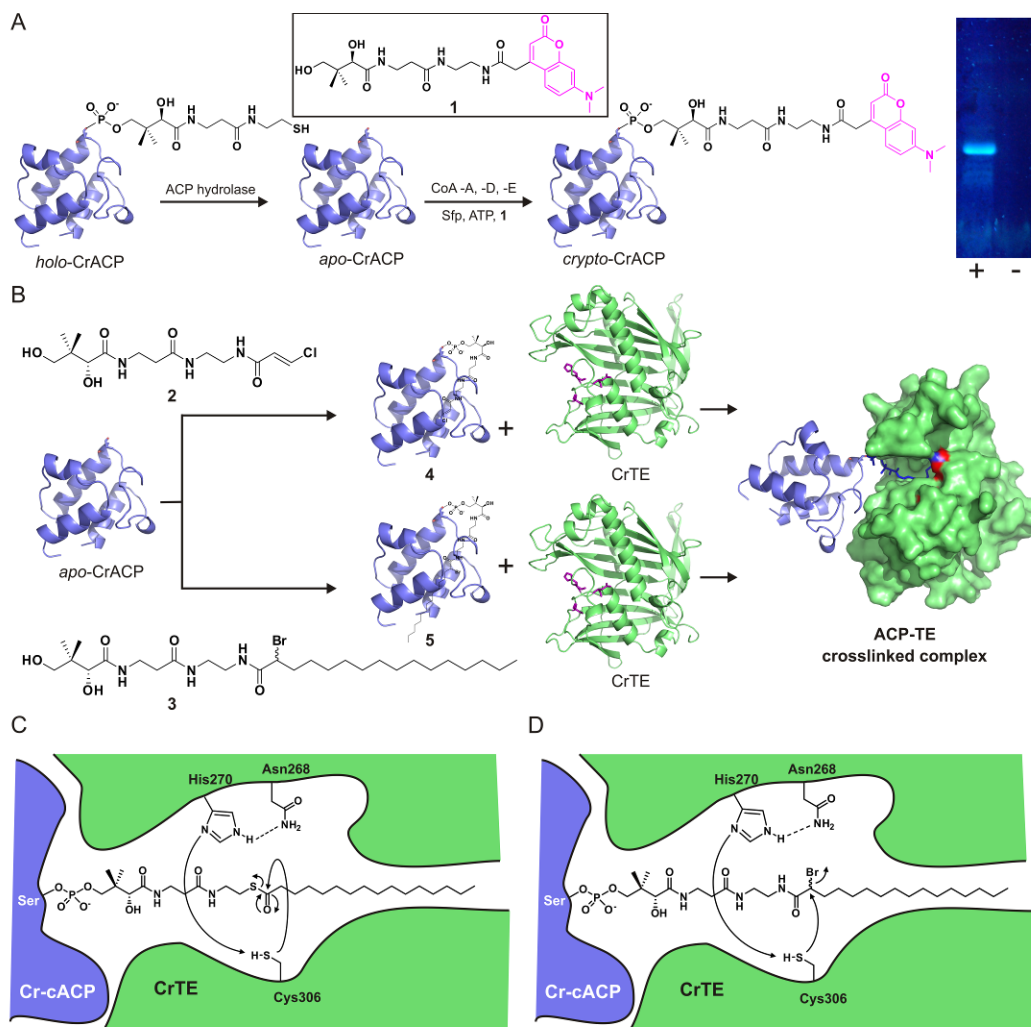 A
1
holo-CrACP
ACP hydrolase
apo-CrACP
CoA -A, -D, -E
Sfp, ATP, 1
crypto-CrACP
+ -
B
2
apo-CrACP
3
4
+
CrTE
5
+
CrTE
ACP-TE
crosslinked complex
C
His270
Asn268
Ser
Cr-cACP
CrTE
Cys306
D
His270
Asn268
Ser
Cr-cACP
CrTE
Cys306